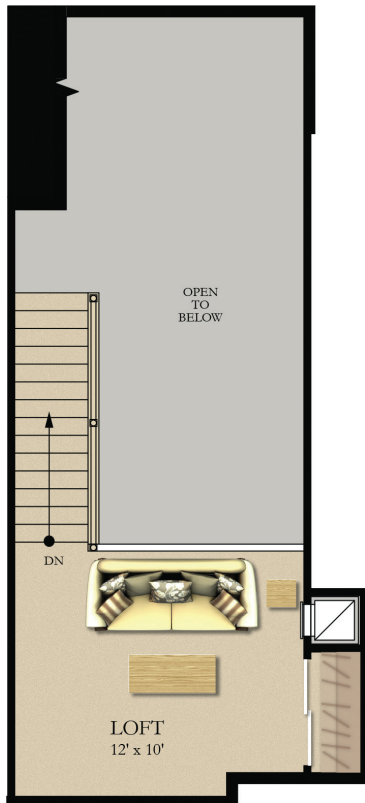 OPEN
TO
BELOW
DN
LOFT
12' x 10'